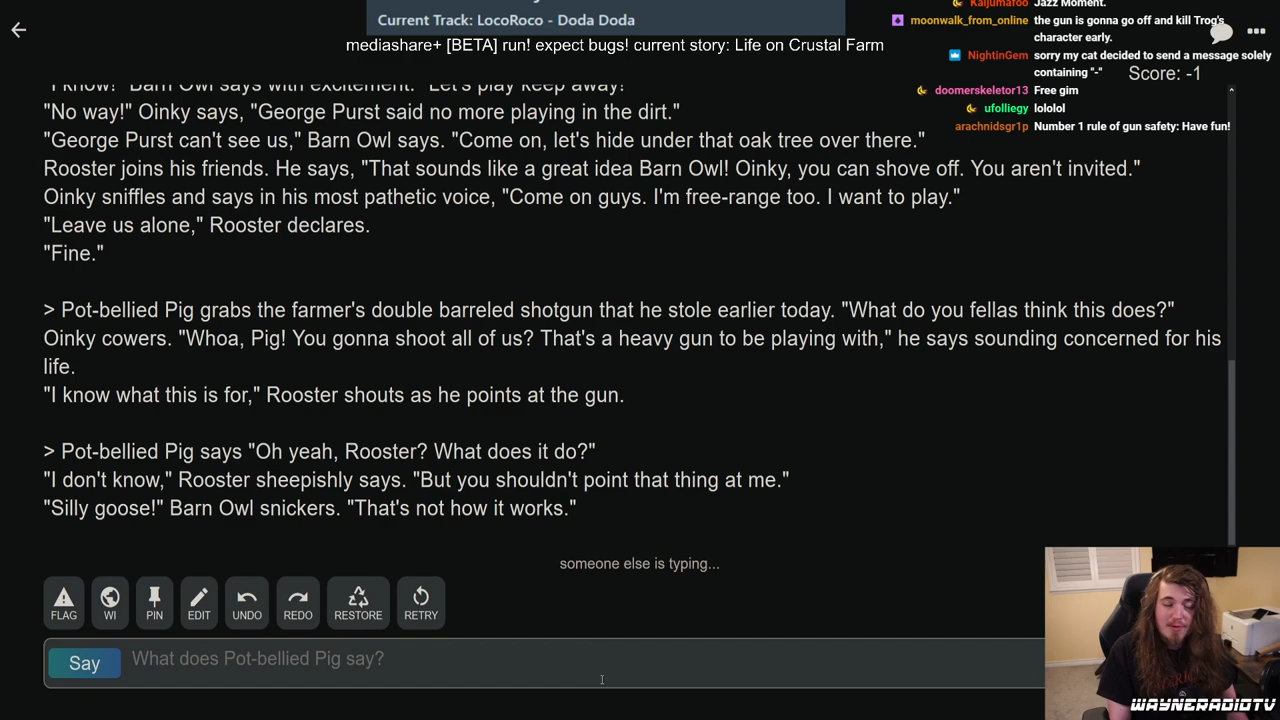 Current Track: LocoRoco - Doda Doda
mediashare+ [BETA] run! expect bugs! current story: Life on Crustal Farm
Kaijumafoo Jazz Moment.
moonwalk_from_online the gun is gonna go off and kill Trog's
character early.
NightinGem sorry my cat decided to send a message solely
containing "-"
Score: -1
doomerskeletor13 Free gim
ufolliegy lololol
arachnidsgr1p Number 1 rule of gun safety: Have fun!
"I know!" Barn Owl says with excitement. "Let's play keep away!"
"No way!" Oinky says, "George Purst said no more playing in the dirt."
"George Purst can't see us," Barn Owl says. "Come on, let's hide under that oak tree over there."
Rooster joins his friends. He says, "That sounds like a great idea Barn Owl! Oinky, you can shove off. You aren't invited."
Oinky sniffles and says in his most pathetic voice, "Come on guys. I'm free-range too. I want to play."
"Leave us alone," Rooster declares.
"Fine."
> Pot-bellied Pig grabs the farmer's double barreled shotgun that he stole earlier today. "What do you fellas think this does?"
Oinky cowers. "Whoa, Pig! You gonna shoot all of us? That's a heavy gun to be playing with," he says sounding concerned for his
life.
"I know what this is for," Rooster shouts as he points at the gun.
> Pot-bellied Pig says "Oh yeah, Rooster? What does it do?"
"I don't know," Rooster sheepishly says. "But you shouldn't point that thing at me."
"Silly goose!" Barn Owl snickers. "That's not how it works."
someone else is typing...
FLAG
WI
PIN
EDIT
UNDO
REDO
RESTORE
RETRY
Say
What does Pot-bellied Pig say?
WAYNERADIOTV